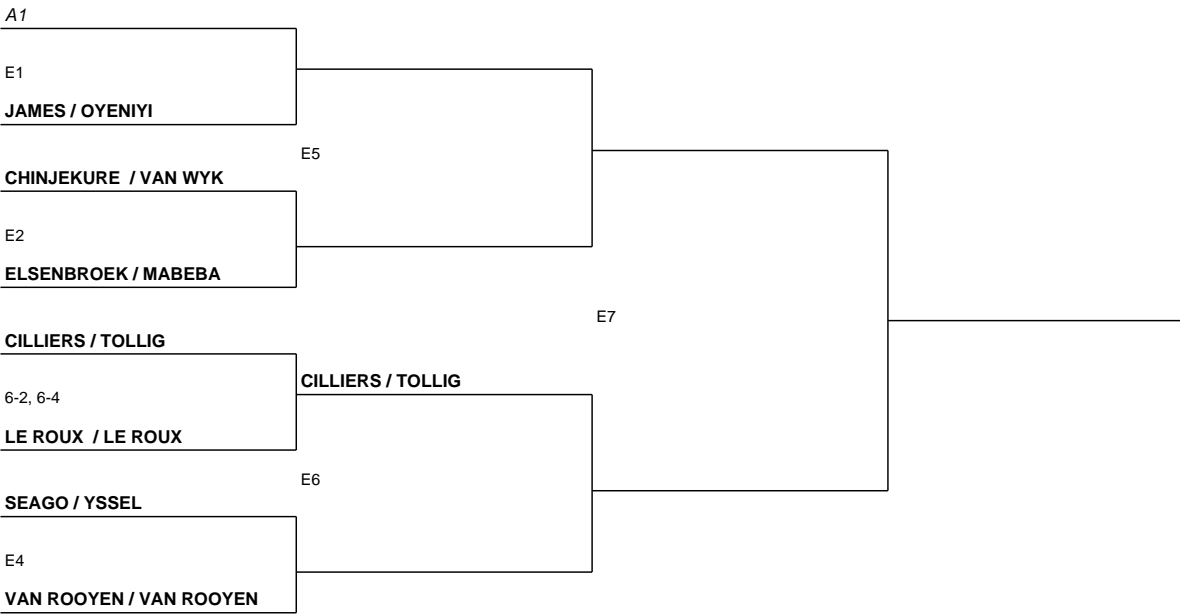 A1
E1
JAMES / OYENIYI
E5
CHINJEKURE / VAN WYK
E2
ELSENBROEK / MABEBA
E7
CILLIERS / TOLLIG
CILLIERS / TOLLIG
6-2, 6-4
LE ROUX / LE ROUX
E6
SEAGO / YSSEL
E4
VAN ROOYEN / VAN ROOYEN